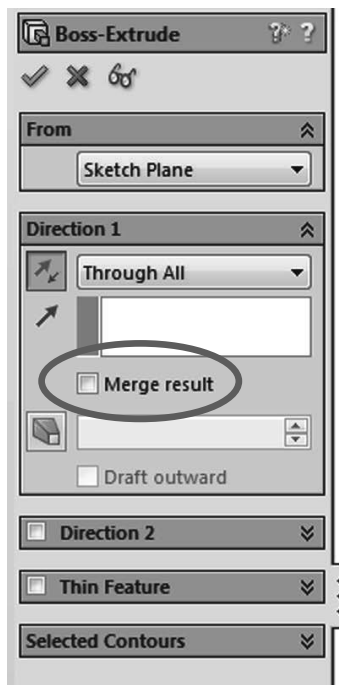 Boss-Extrude
From
Sketch Plane
Direction 1
Through All
Merge result
Draft outward
Direction 2
Thin Feature
Selected Contours